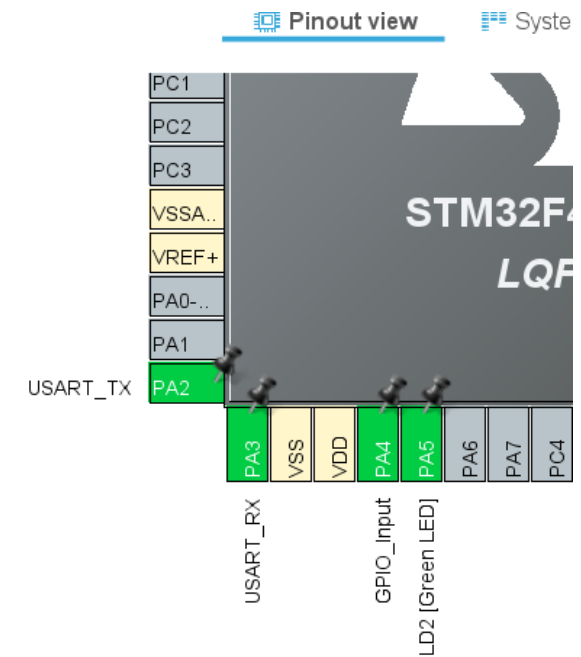 Pinout view
Syste
PC1
PC2
PC3
VSSA..
VREF+
PA0-..
PA1
USART_TX PA2
STM32F4
LQF
PA3
VSS
VDD
PA4
PA5
PA6
PA7
PC4
USART_RX
GPIO_Input
LD2 [Green LED]